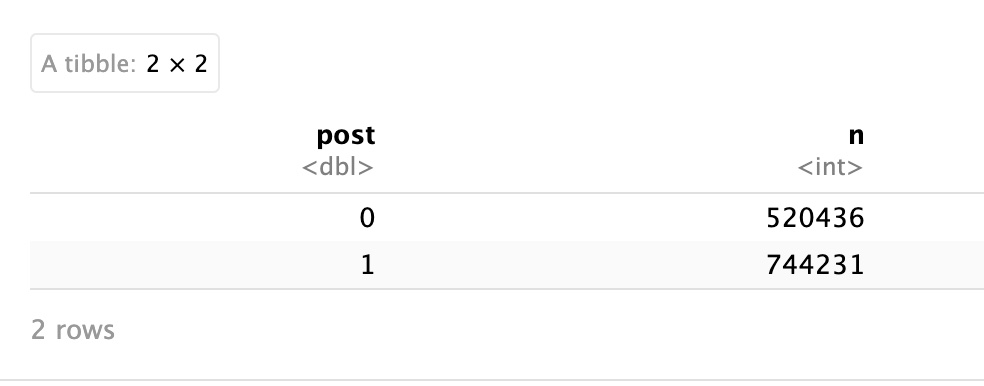 A tibble: 2 × 2
post n
<dbl> <int>
0 520436
1 744231
2 rows